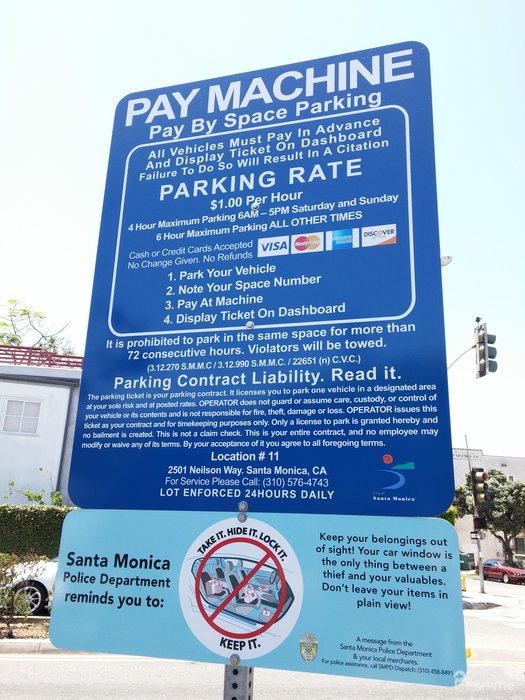 PAY MACHINE
Pay By Space Parking
All Vehicles Must Pay In Advance
And Display Ticket On Dashboard
Failure To Do So Will Result In A Citation
PARKING RATE
$1.00 Per Hour
4 Hour Maximum Parking 6AM – 5PM Saturday and Sunday
6 Hour Maximum Parking ALL OTHER TIMES
Cash or Credit Cards Accepted
No Change Given. No Refunds
VISA MasterCard DISCOVER
1. Park Your Vehicle
2. Note Your Space Number
3. Pay At Machine
4. Display Ticket On Dashboard
It is prohibited to park in the same space for more than
72 consecutive hours. Violators will be towed.
(3.12.270 S.M.M.C / 3.12.990 S.M.M.C. / 22651 (n) C.V.C.)
Parking Contract Liability. Read it.
The parking ticket is your parking contract. It licenses you to park one vehicle in a designated area
at your sole risk and at posted rates. OPERATOR does not guard or assume care, custody, or control of
your vehicle or its contents and is not responsible for fire, theft, damage or loss. OPERATOR issues this
ticket as your contract and for timekeeping purposes only. Only a license to park is granted hereby and
no bailment is created. This is not a claim check. This is your entire contract, and no employee may
modify or waive any of its terms. By your acceptance of it you agree to all foregoing terms.
Location # 11
2501 Neilson Way. Santa Monica, CA
For Service Please Call: (310) 576-4743
LOT ENFORCED 24HOURS DAILY
City of
Santa Monica
Santa Monica
Police Department
reminds you to:
TAKE IT. HIDE IT. LOCK IT.
KEEP IT.
Keep your belongings out
of sight! Your car window is
the only thing between a
thief and your valuables.
Don't leave your items in
plain view!
A message from the
Santa Monica Police Department
& your local merchants.
For police assistance, call SMPD Dispatch: (310) 458-8491